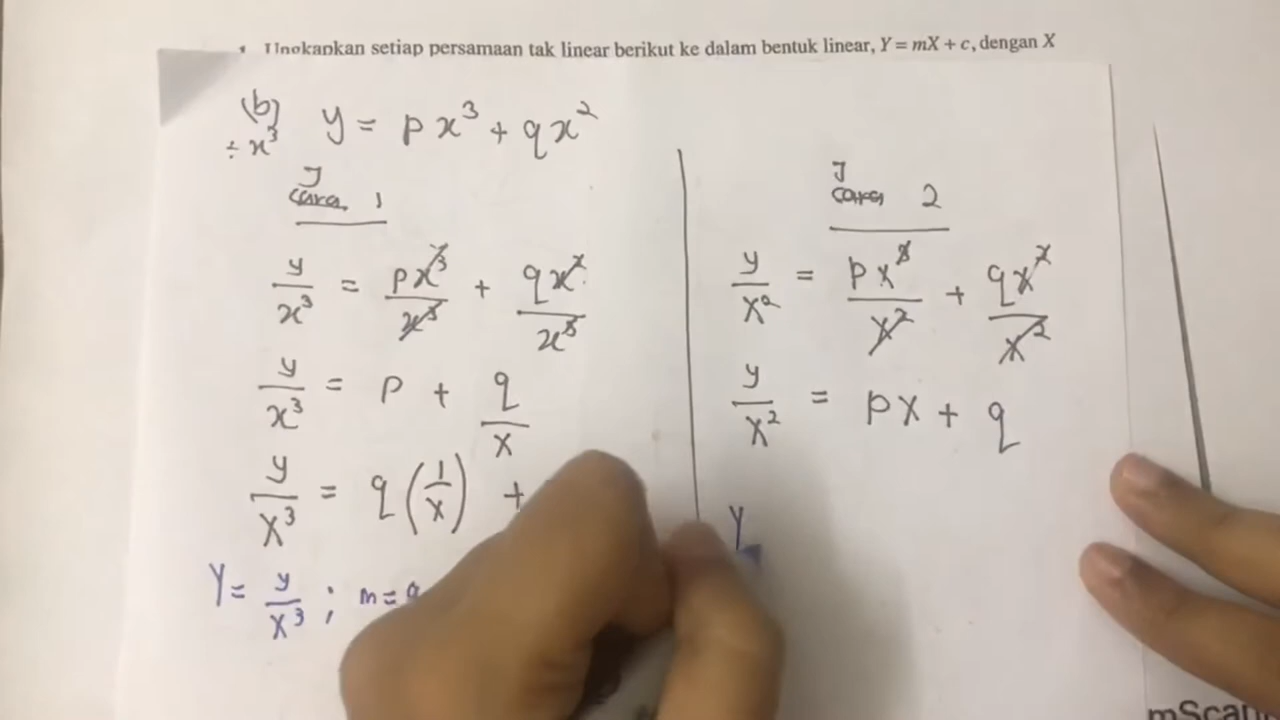 Ungkapkan setiap persamaan tak linear berikut ke dalam bentuk linear, Y = mX + c, dengan X
(b) y = px³ + qx²
÷ x³
Cara 1
y/x³ = px³/x³ + qx²/x³
y/x³ = p + q/x
y/x³ = q(1/x) +
Y = y/x³ ; m = q
Cara 2
y/x² = px³/x² + qx²/x²
y/x² = px + q
Y
mScan